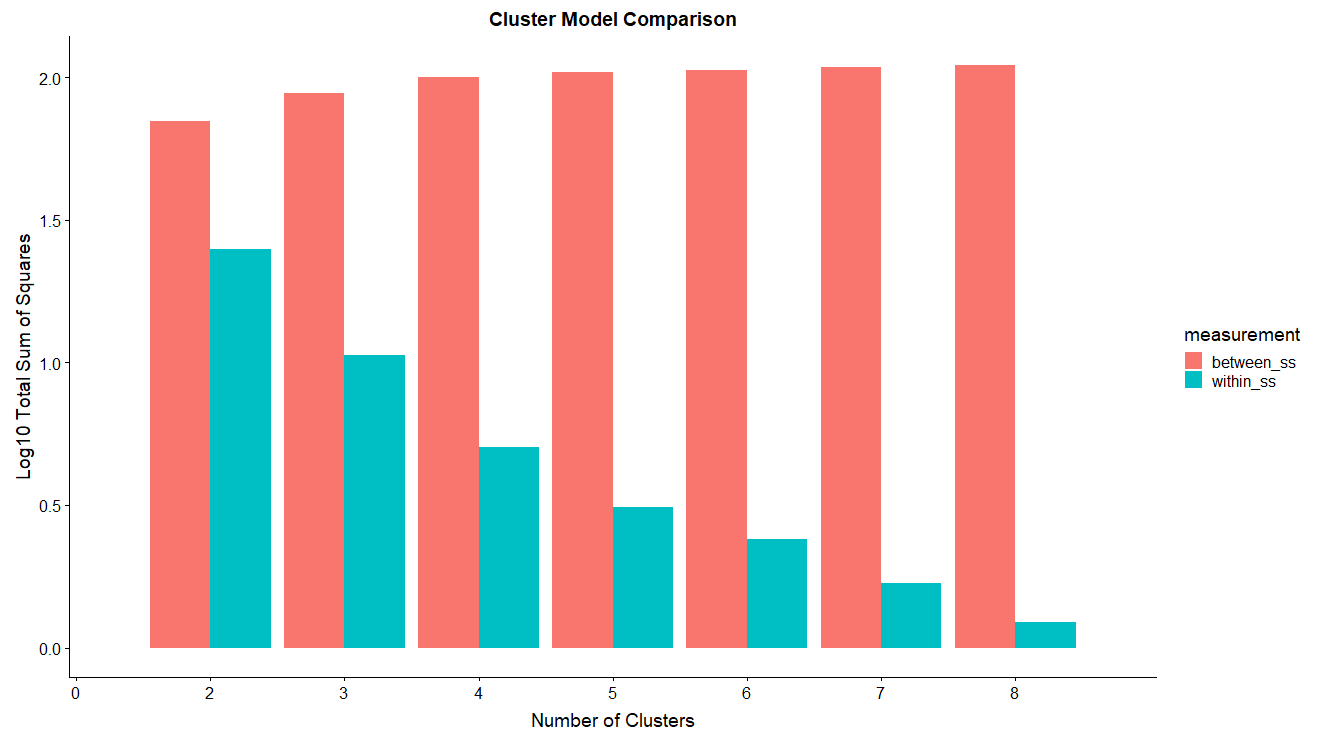 Cluster Model Comparison
Log10 Total Sum of Squares
2.0
1.5
1.0
0.5
0.0
0 2 3 4 5 6 7 8
Number of Clusters
measurement
between_ss
within_ss